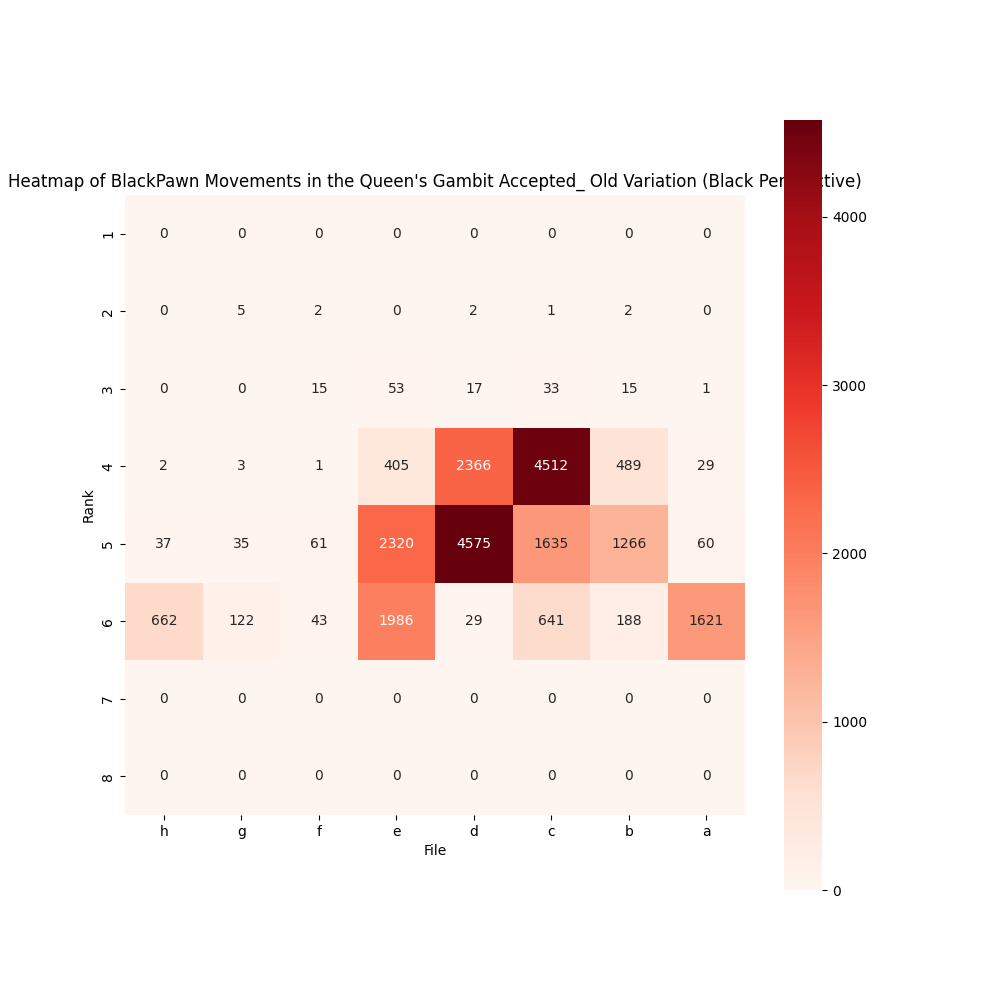 Heatmap of BlackPawn Movements in the Queen's Gambit Accepted_ Old Variation (Black Per ctive)
1 0 0 0 0 0 0 0 0
2 0 5 2 0 2 1 2 0
3 0 0 15 53 17 33 15 1
4 2 3 1 405 2366 4512 489 29
5 37 35 61 2320 4575 1635 1266 60
6 662 122 43 1986 29 641 188 1621
7 0 0 0 0 0 0 0 0
8 0 0 0 0 0 0 0 0
h g f e d c b a
File
Rank
4000
3000
2000
1000
0